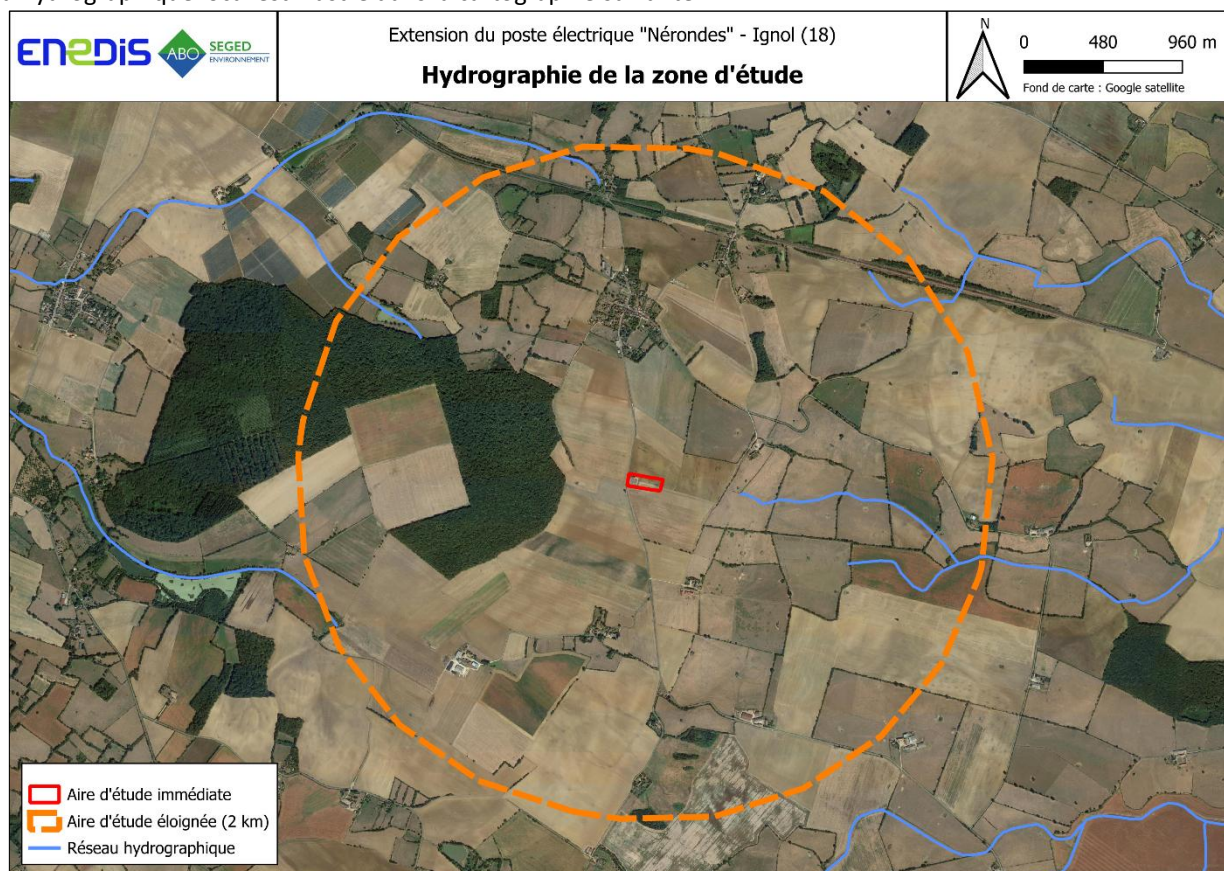 enedis
ABO
SEGED
ENVIRONNEMENT
Extension du poste électrique "Nérondes" - Ignol (18)
Hydrographie de la zone d'étude
N
0 480 960 m
Fond de carte : Google satellite
Aire d'étude immédiate
Aire d'étude éloignée (2 km)
Réseau hydrographique